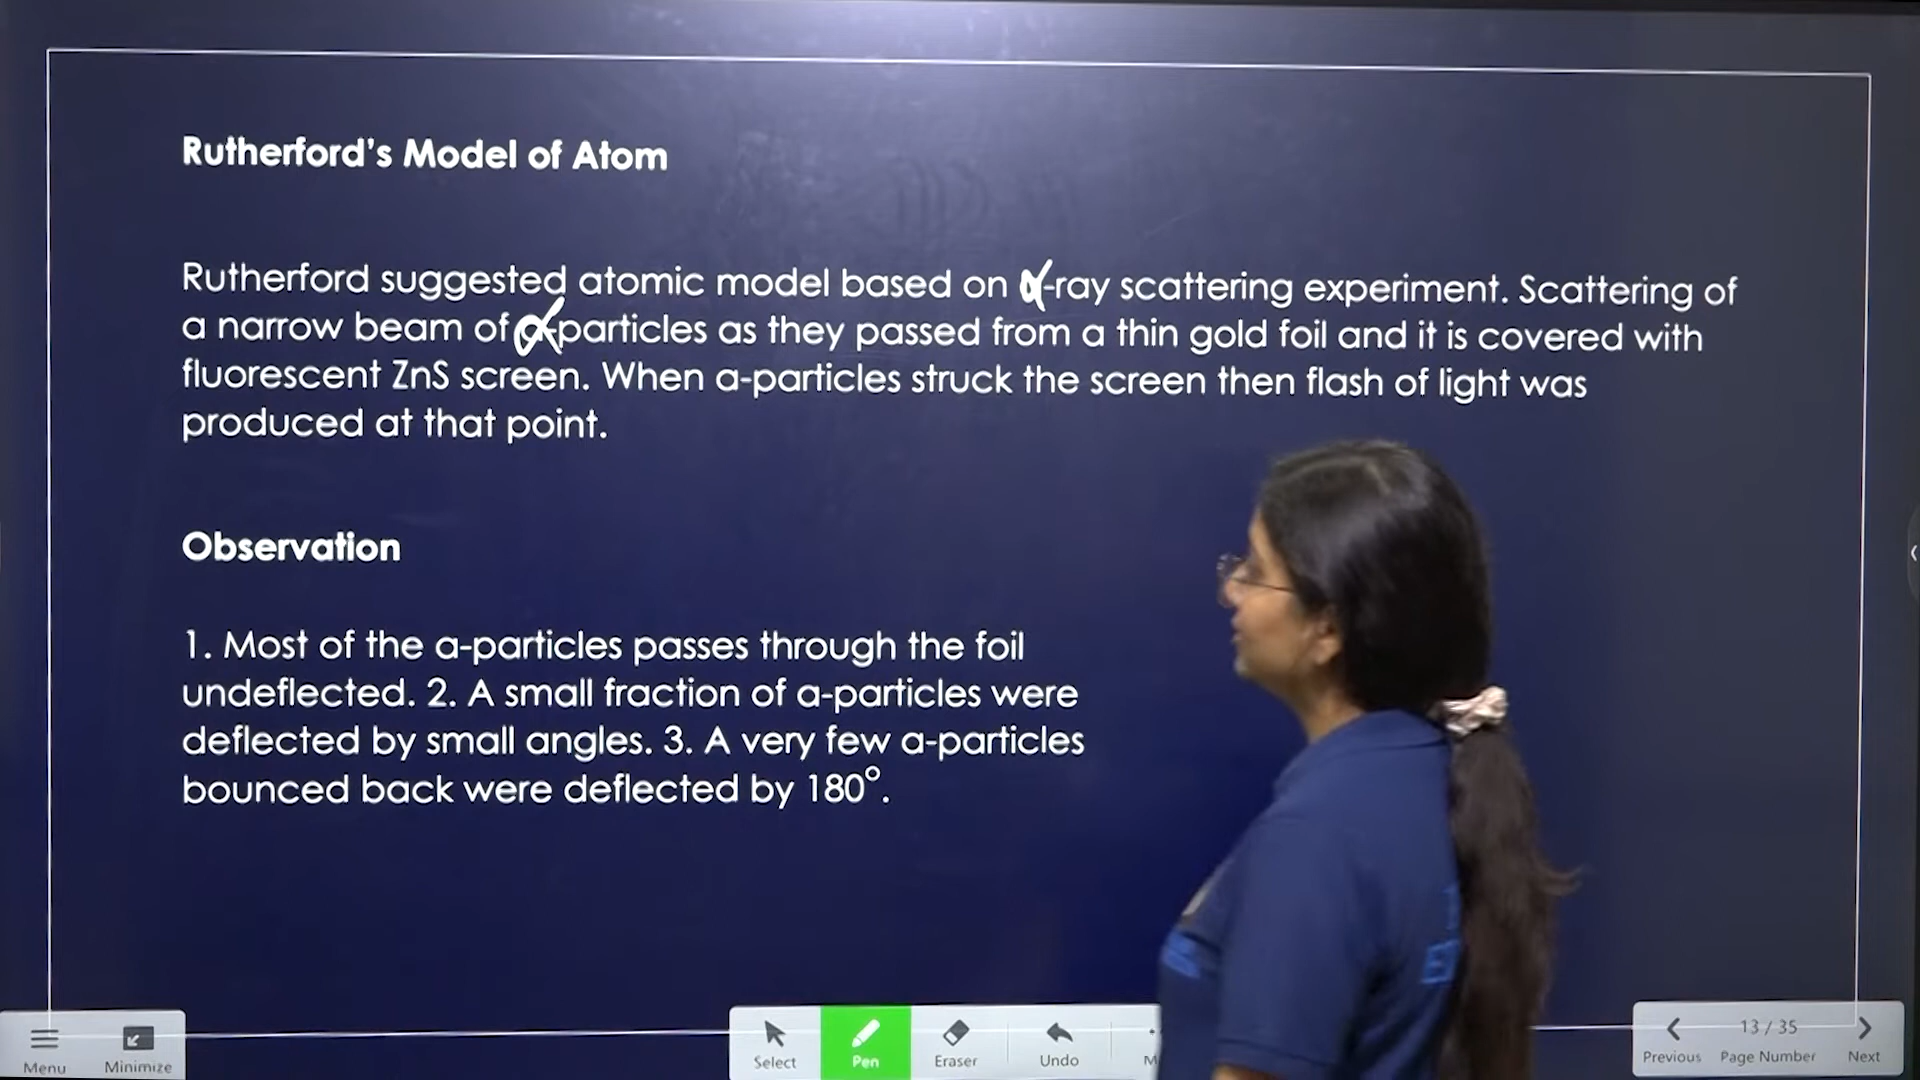 Rutherford's Model of Atom
Rutherford suggested atomic model based on α-ray scattering experiment. Scattering of
a narrow beam of α-particles as they passed from a thin gold foil and it is covered with
fluorescent ZnS screen. When a-particles struck the screen then flash of light was
produced at that point.
Observation
1. Most of the a-particles passes through the foil
undeflected. 2. A small fraction of a-particles were
deflected by small angles. 3. A very few a-particles
bounced back were deflected by 180°.
Menu
Minimize
Select
Pen
Eraser
Undo
Previous
13 / 35
Page Number
Next